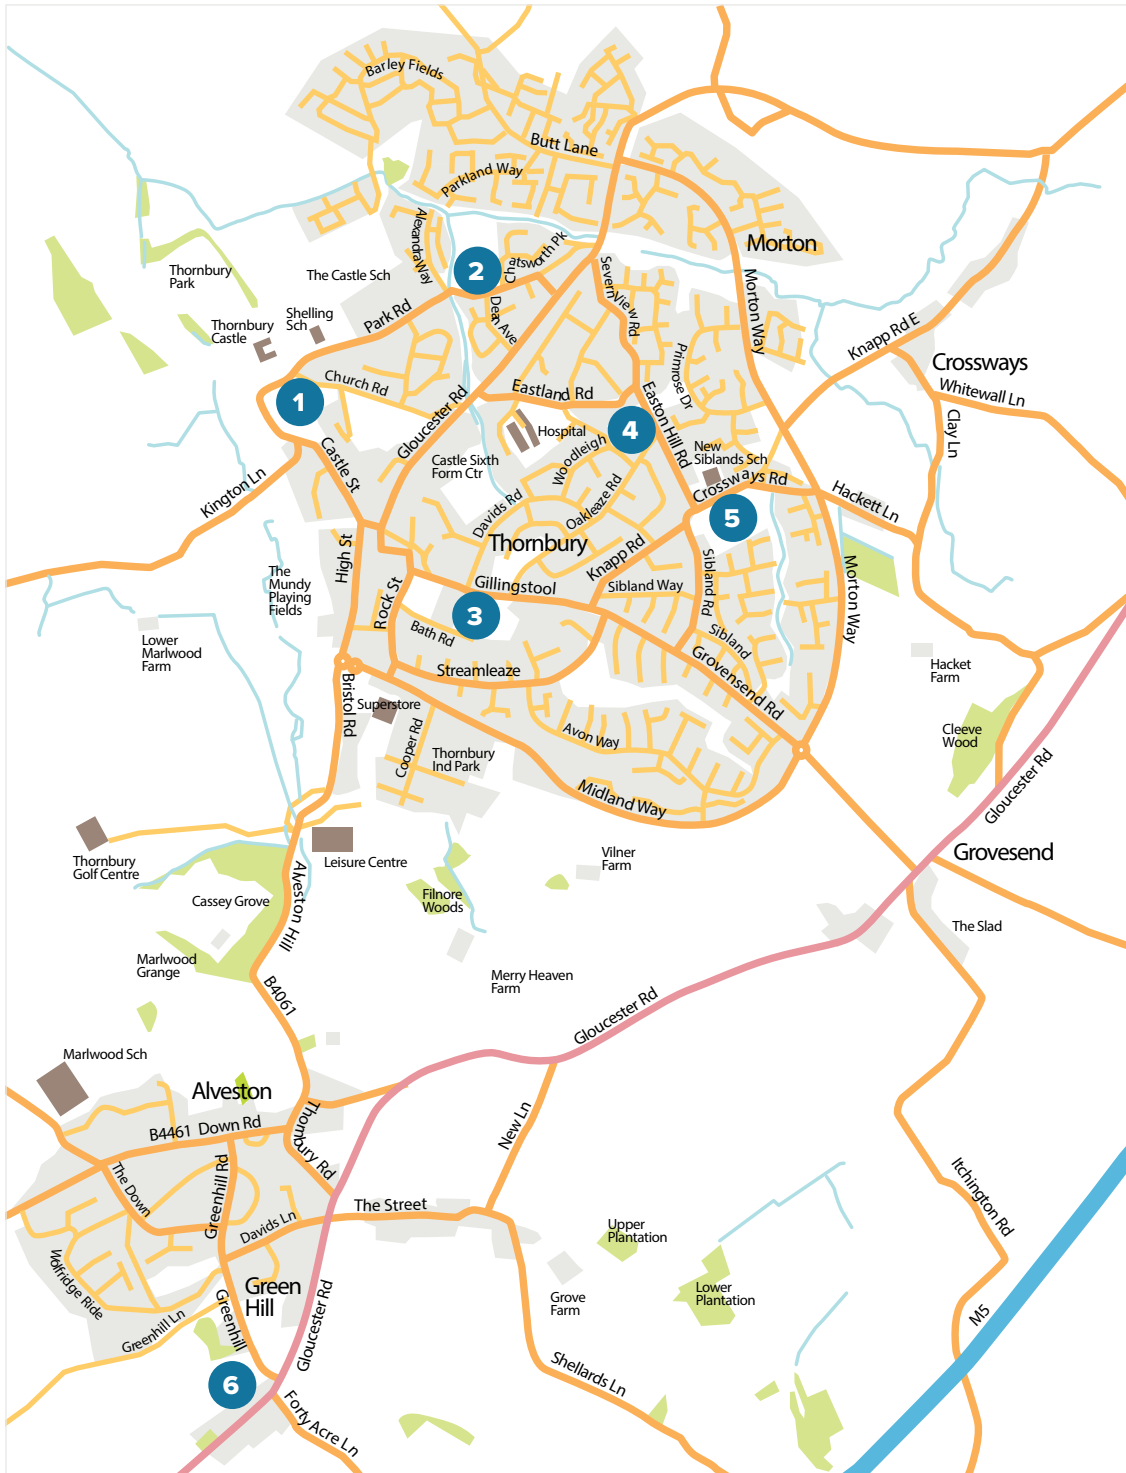 Barley Fields
Butt Lane
Parkland Way
Alexandra Way
Morton
Chatsworth Pk
2
Thornbury
Park
The Castle Sch
Severn View Rd
Morton Way
Dean Ave
Shelling
Sch
Park Rd
Thornbury
Castle
Knapp Rd E
Crossways
Primrose Dr
Church Rd
Whitewall Ln
Eastland Rd
1
Gloucester Rd
Easton Hill Rd
Clay Ln
Hospital
4
Woodleigh
New
Siblands Sch
Castle St
Castle Sixth
Form Ctr
Kington Ln
Crossways Rd
Hackett Ln
Davids Rd
Oakleaze Rd
5
Thornbury
High St
Knapp Rd
The
Mundy
Playing
Fields
Gillingstool
Sibland Way
Sibland Rd
Morton Way
Rock St
3
Bath Rd
Sibland
Lower
Marlwood
Farm
Streamleaze
Grovensend Rd
Hacket
Farm
Bristol Rd
Superstore
Cooper Rd
Avon Way
Cleeve
Wood
Thornbury
Ind Park
Gloucester Rd
Midland Way
Thornbury
Golf Centre
Leisure Centre
Vilner
Farm
Grovesend
Alveston Hill
Cassey Grove
Filnore
Woods
The Slad
Marlwood
Grange
Merry Heaven
Farm
B4061
Gloucester Rd
Marlwood Sch
Alveston
B4461 Down Rd
Thornbury Rd
New Ln
The Down
Greenhill Rd
Itchington Rd
Davids Ln
The Street
Upper
Plantation
Wolfridge Ride
Green
Hill
Grove
Farm
Lower
Plantation
M5
Greenhill Ln
Greenhill
Gloucester Rd
Shellards Ln
6
Forty Acre Ln